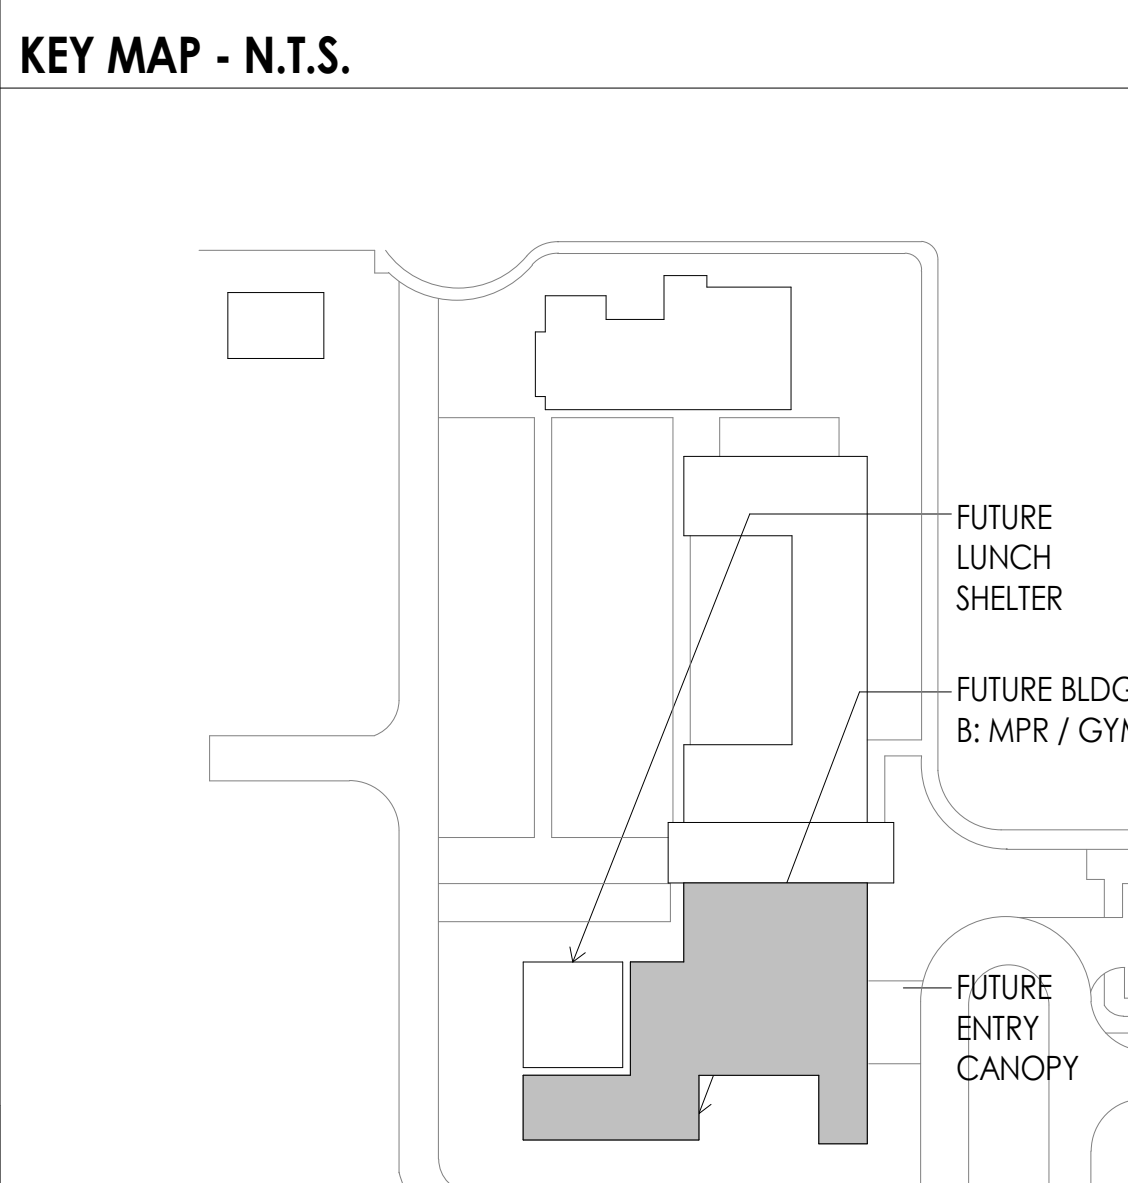 KEY MAP - N.T.S.
FUTURE
LUNCH
SHELTER
FUTURE BLDG
B: MPR / GYM
FUTURE
ENTRY
CANOPY